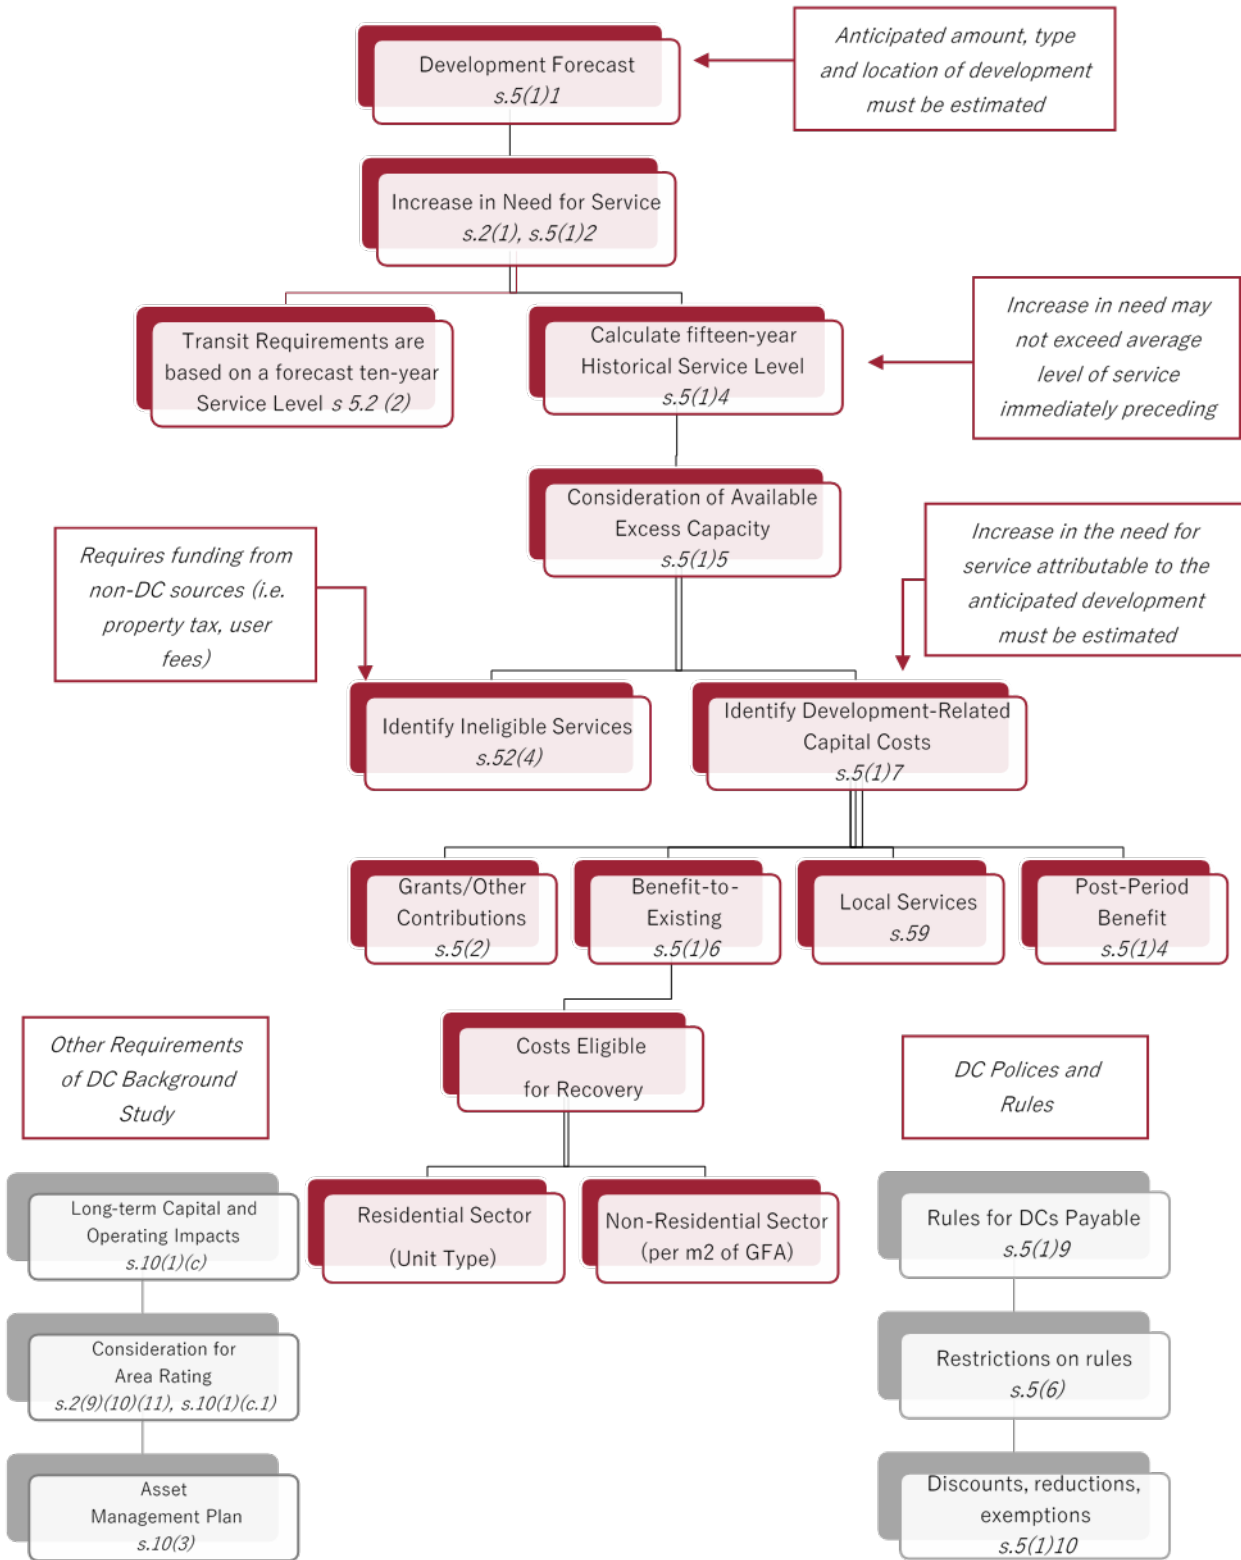 Development Forecast
s.5(1)1
Anticipated amount, type
and location of development
must be estimated
Increase in Need for Service
s.2(1), s.5(1)2
Transit Requirements are
based on a forecast ten-year
Service Level s 5.2 (2)
Calculate fifteen-year
Historical Service Level
s.5(1)4
Increase in need may
not exceed average
level of service
immediately preceding
Consideration of Available
Excess Capacity
s.5(1)5
Requires funding from
non-DC sources (i.e.
property tax, user
fees)
Increase in the need for
service attributable to the
anticipated development
must be estimated
Identify Ineligible Services
s.52(4)
Identify Development-Related
Capital Costs
s.5(1)7
Grants/Other
Contributions
s.5(2)
Benefit-to-
Existing
s.5(1)6
Local Services
s.59
Post-Period
Benefit
s.5(1)4
Costs Eligible
for Recovery
Other Requirements
of DC Background
Study
DC Polices and
Rules
Residential Sector
(Unit Type)
Non-Residential Sector
(per m2 of GFA)
Long-term Capital and
Operating Impacts
s.10(1)(c)
Consideration for
Area Rating
s.2(9)(10)(11), s.10(1)(c.1)
Asset
Management Plan
s.10(3)
Rules for DCs Payable
s.5(1)9
Restrictions on rules
s.5(6)
Discounts, reductions,
exemptions
s.5(1)10